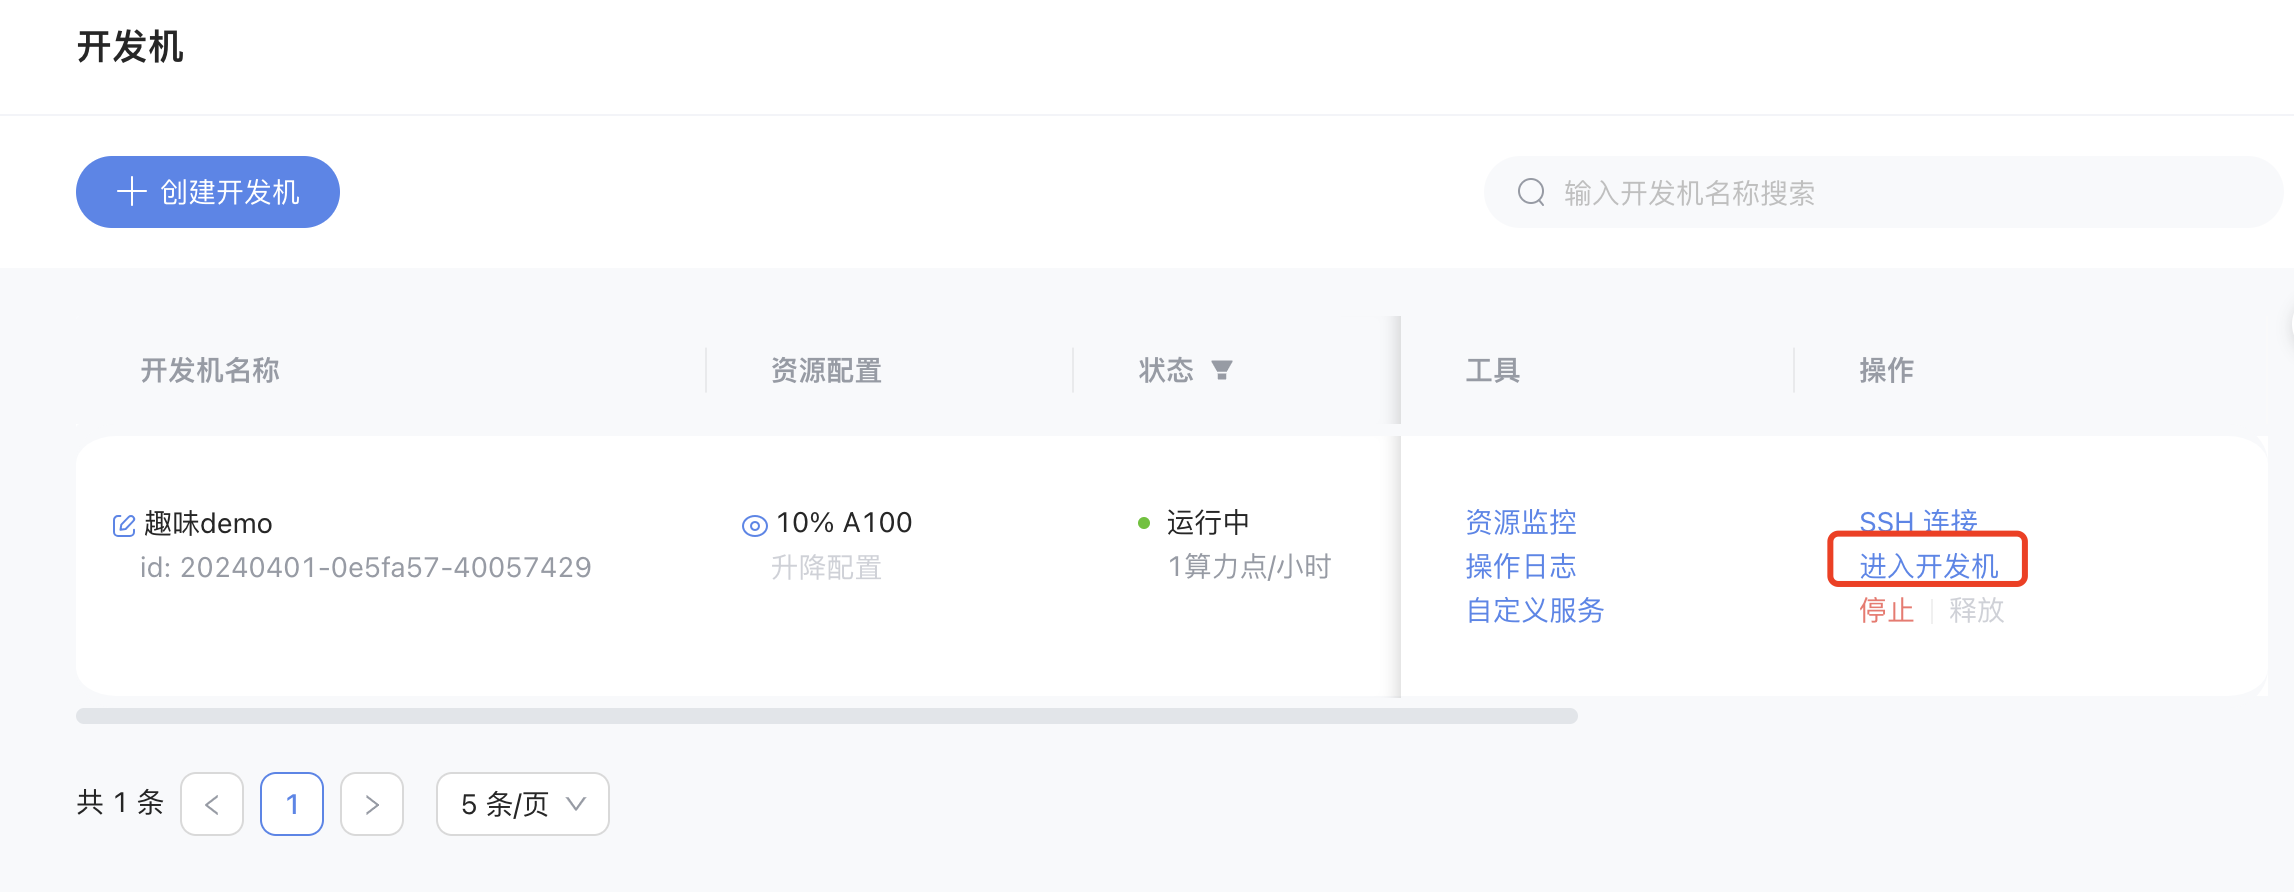 开发机
创建开发机
输入开发机名称搜索
开发机名称 资源配置 状态 工具 操作
趣味demo 10% A100 运行中 资源监控 SSH 连接
id: 20240401-0e5fa57-40057429 升降配置 1算力点/小时 操作日志 进入开发机
自定义服务 停止 释放
共 1 条 < 1 > 5 条/页